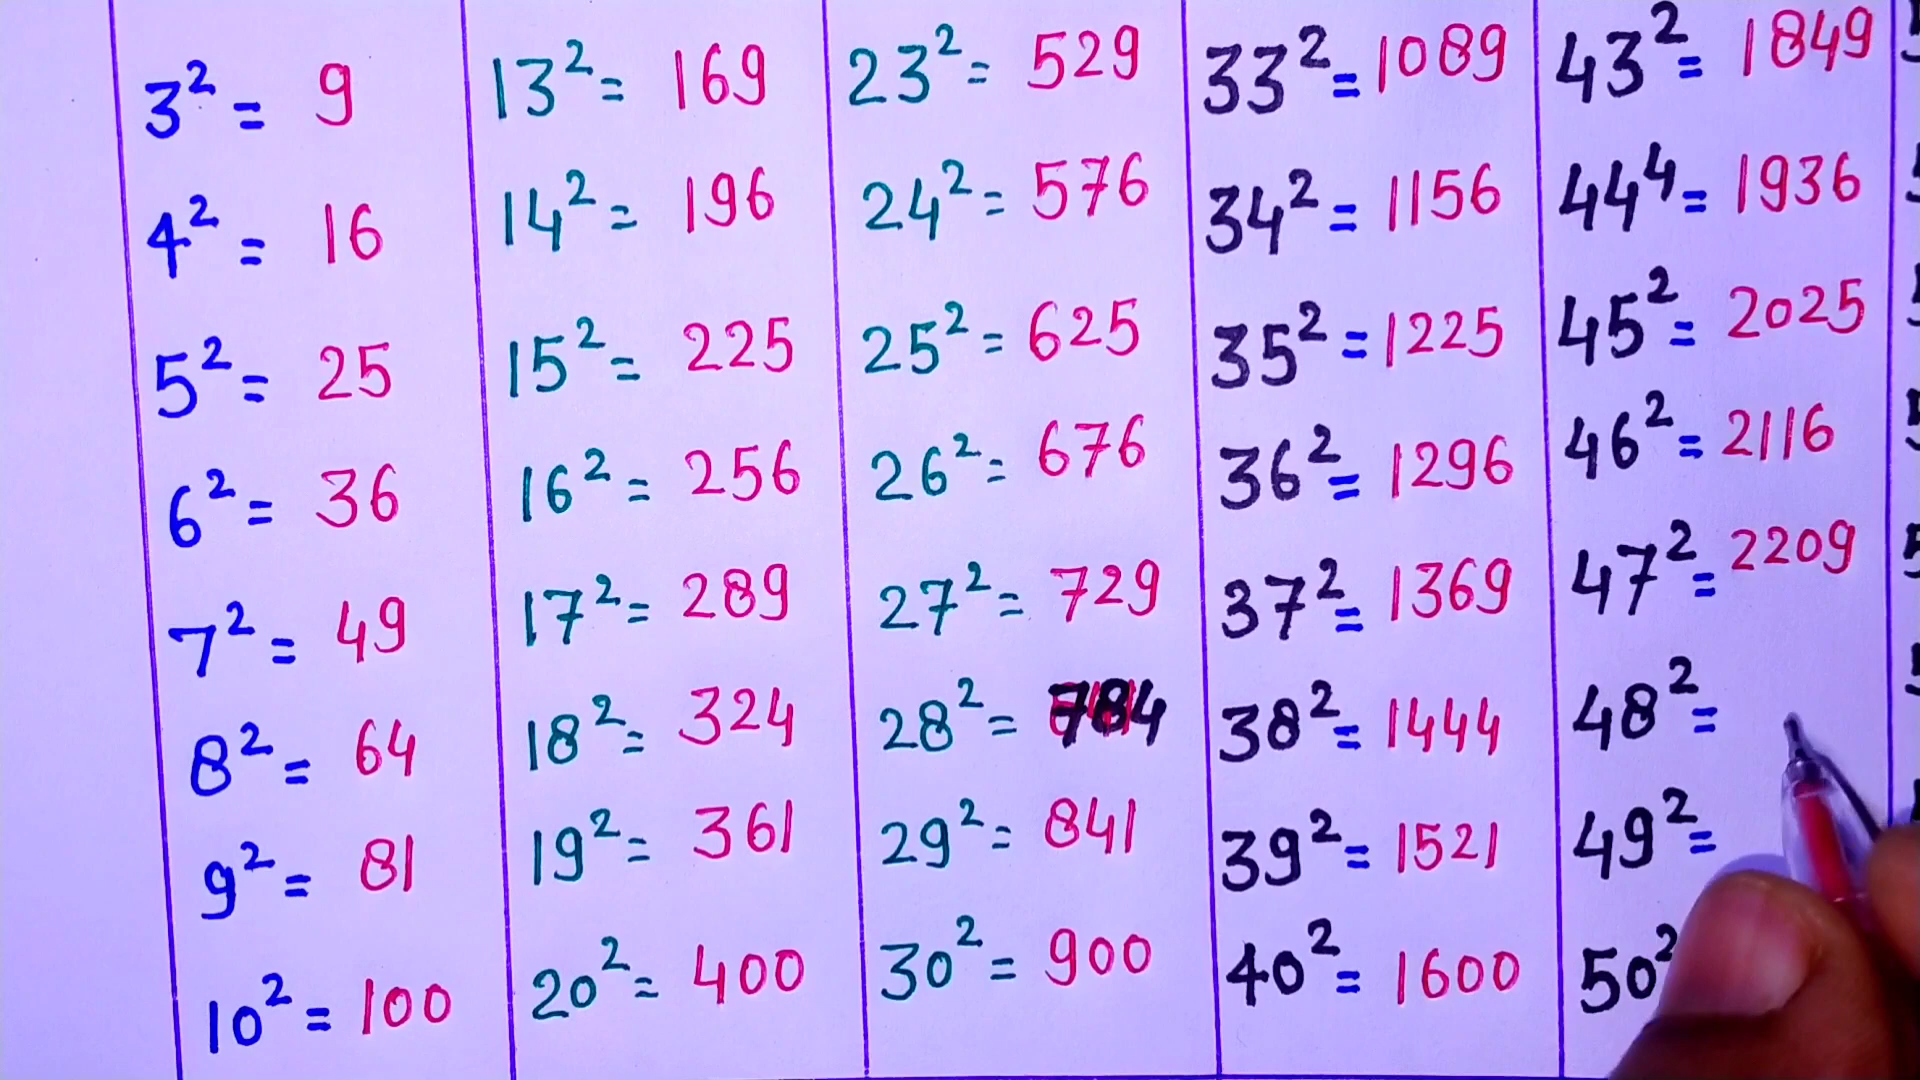 3² = 9
4² = 16
5² = 25
6² = 36
7² = 49
8² = 64
9² = 81
10² = 100
13² = 169
14² = 196
15² = 225
16² = 256
17² = 289
18² = 324
19² = 361
20² = 400
23² = 529
24² = 576
25² = 625
26² = 676
27² = 729
28² = 784
29² = 841
30² = 900
33² = 1089
34² = 1156
35² = 1225
36² = 1296
37² = 1369
38² = 1444
39² = 1521
40² = 1600
43² = 1849
44⁴ = 1936
45² = 2025
46² = 2116
47² = 2209
48² =
49² =
50²